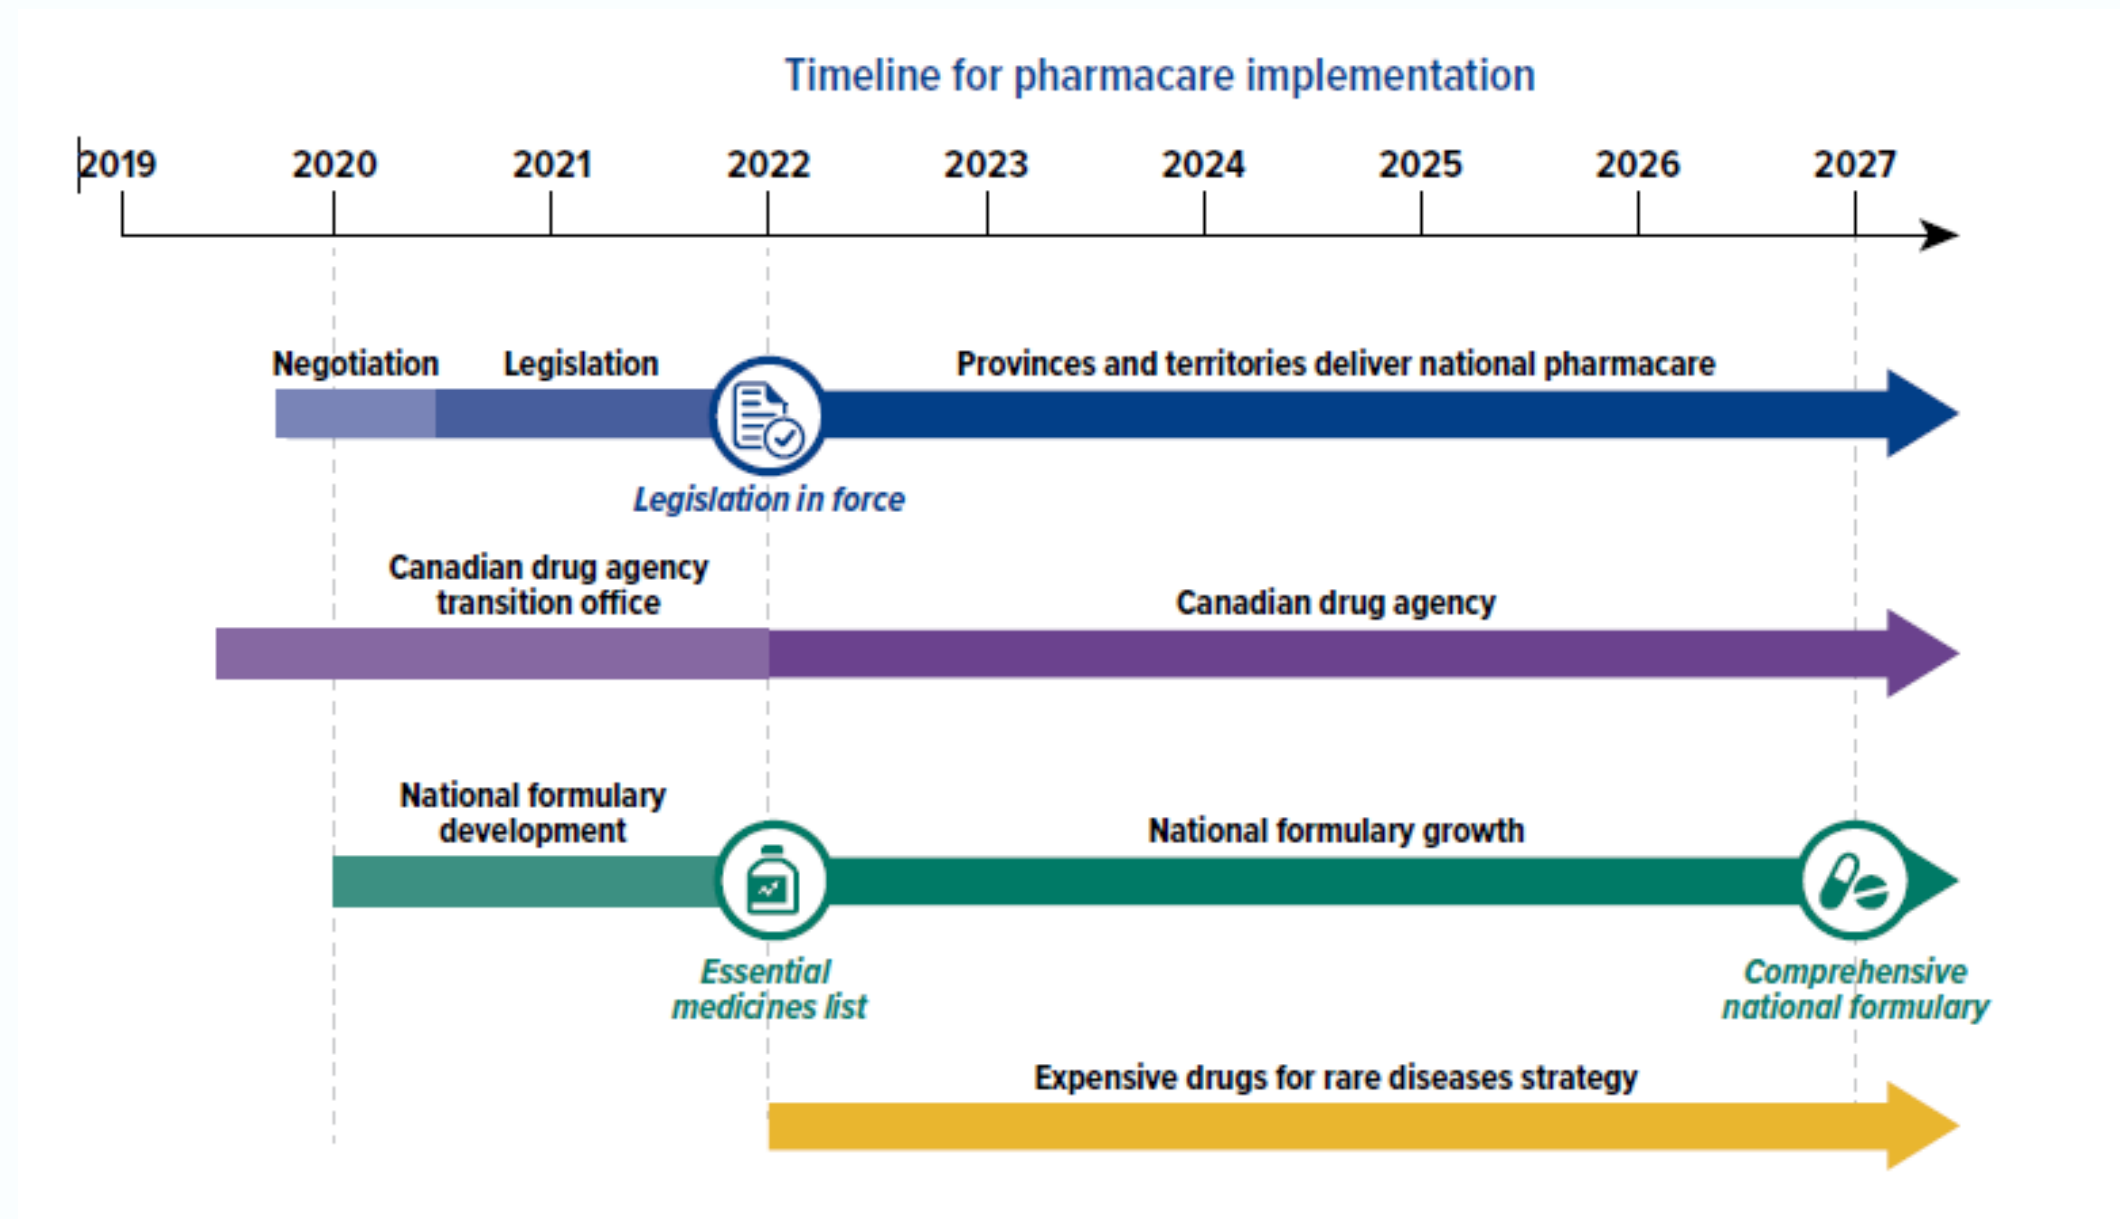 Timeline for pharmacare implementation
2019 2020 2021 2022 2023 2024 2025 2026 2027
Negotiation Legislation Provinces and territories deliver national pharmacare
Legislation in force
Canadian drug agency
transition office
Canadian drug agency
National formulary
development
National formulary growth
Essential
medicines list
Comprehensive
national formulary
Expensive drugs for rare diseases strategy